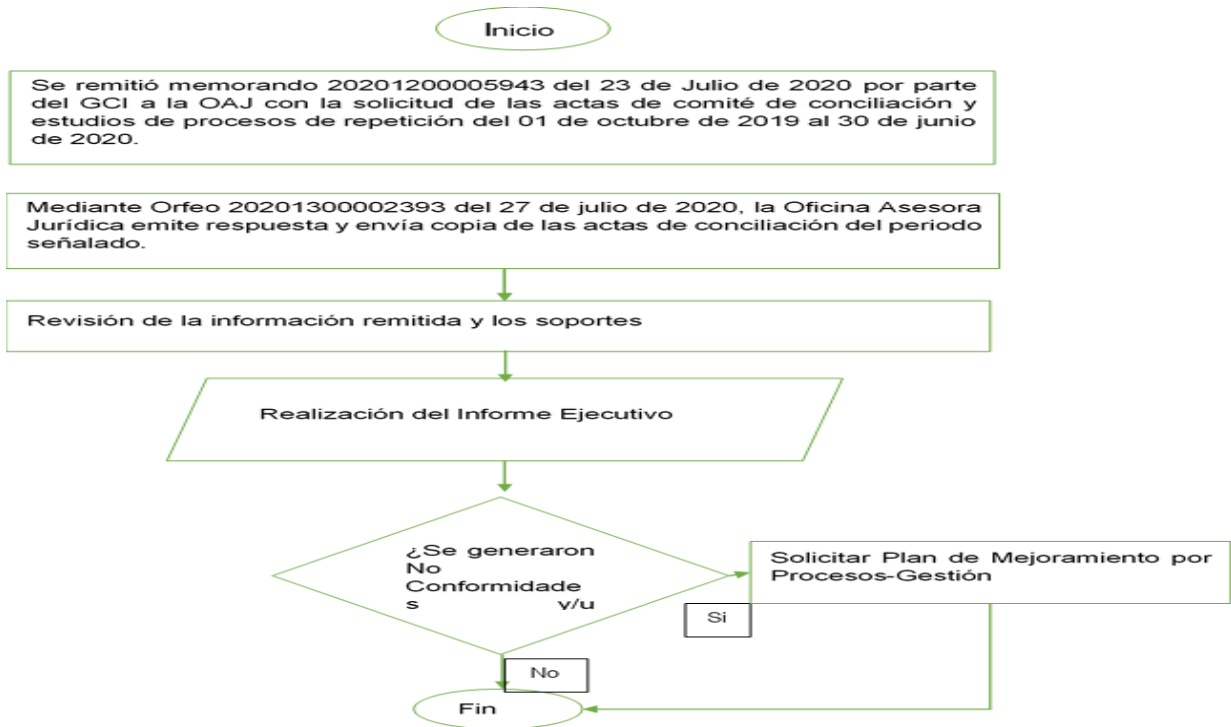 Inicio
Se remitió memorando 20201200005943 del 23 de Julio de 2020 por parte
del GCI a la OAJ con la solicitud de las actas de comité de conciliación y
estudios de procesos de repetición del 01 de octubre de 2019 al 30 de junio
de 2020.
Mediante Orfeo 20201300002393 del 27 de julio de 2020, la Oficina Asesora
Jurídica emite respuesta y envía copia de las actas de conciliación del periodo
señalado.
Revisión de la información remitida y los soportes
Realización del Informe Ejecutivo
¿Se generaron
No
Conformidade
s y/u
Solicitar Plan de Mejoramiento por
Procesos-Gestión
Si
No
Fin